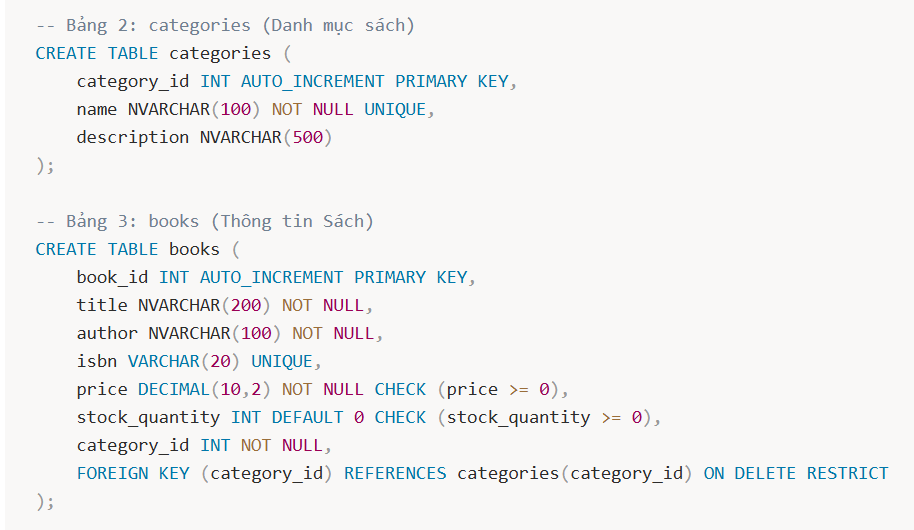 -- Bảng 2: categories (Danh mục sách)
CREATE TABLE categories (
    category_id INT AUTO_INCREMENT PRIMARY KEY,
    name NVARCHAR(100) NOT NULL UNIQUE,
    description NVARCHAR(500)
);

-- Bảng 3: books (Thông tin Sách)
CREATE TABLE books (
    book_id INT AUTO_INCREMENT PRIMARY KEY,
    title NVARCHAR(200) NOT NULL,
    author NVARCHAR(100) NOT NULL,
    isbn VARCHAR(20) UNIQUE,
    price DECIMAL(10,2) NOT NULL CHECK (price >= 0),
    stock_quantity INT DEFAULT 0 CHECK (stock_quantity >= 0),
    category_id INT NOT NULL,
    FOREIGN KEY (category_id) REFERENCES categories(category_id) ON DELETE RESTRICT
);